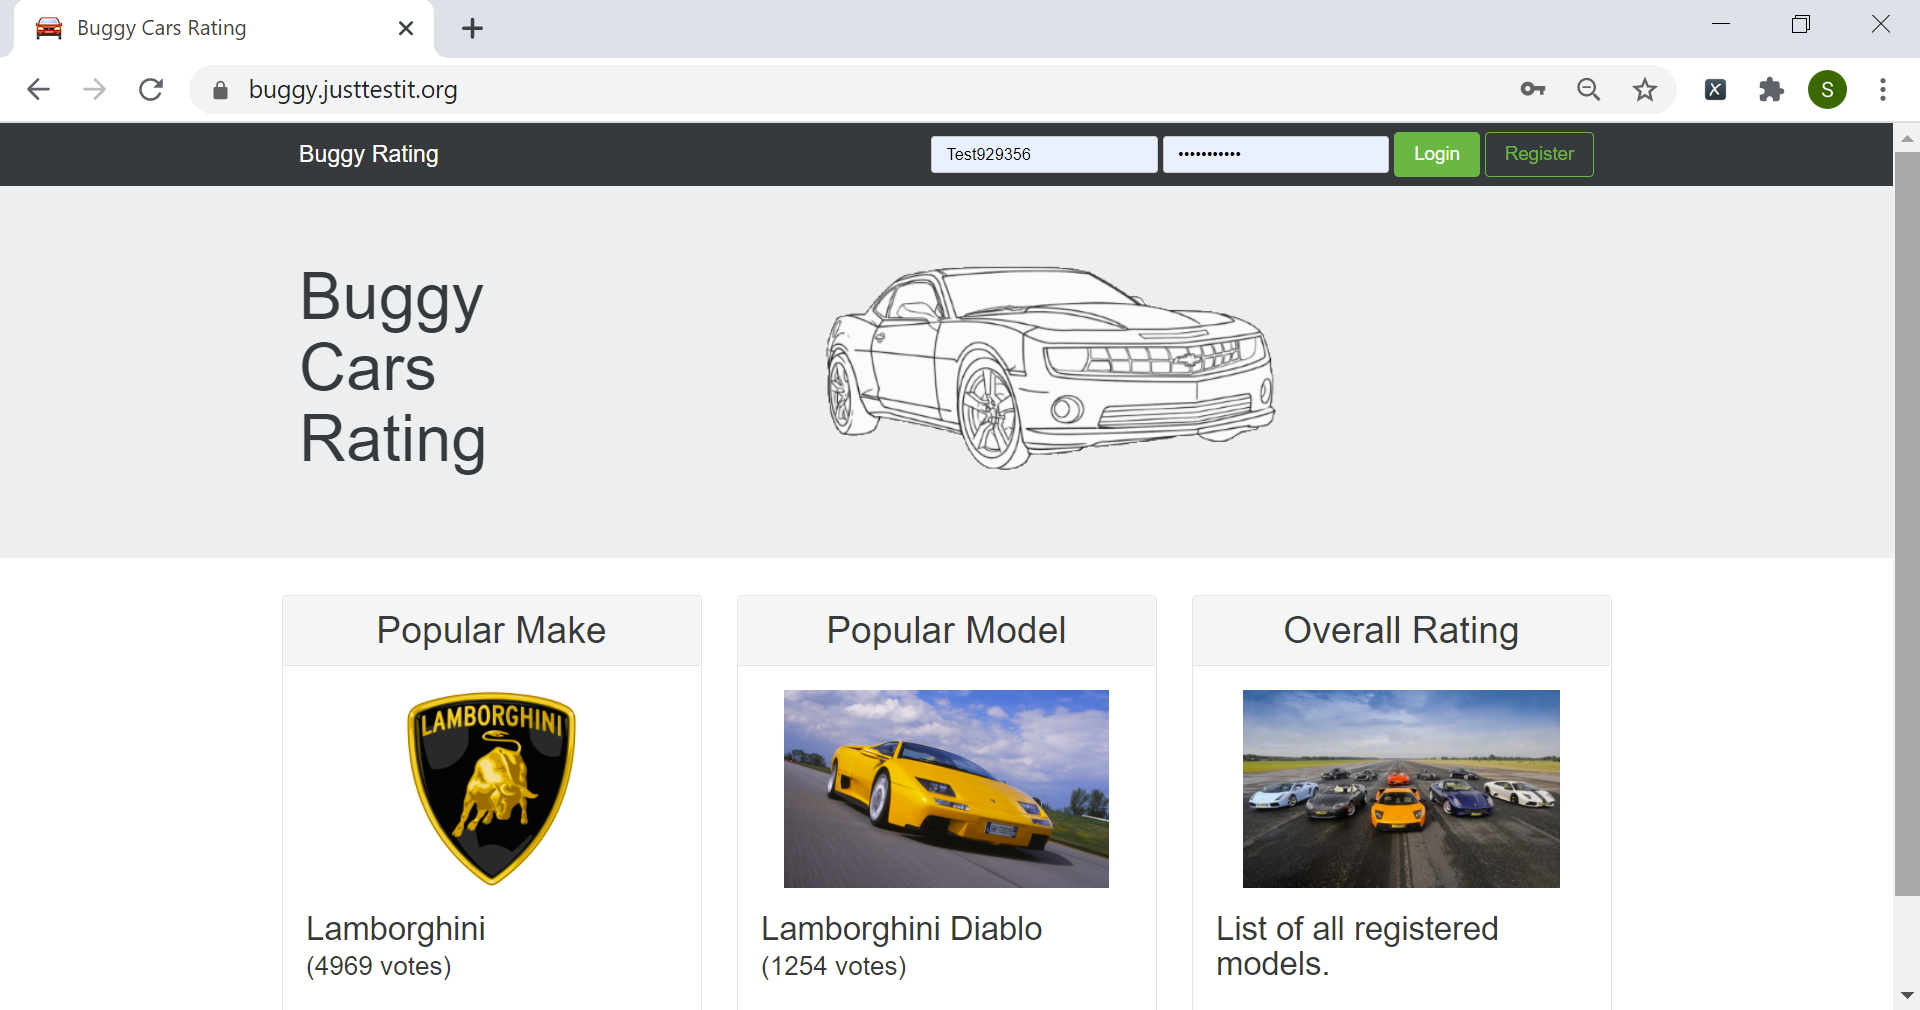 Buggy Cars Rating
buggy.justtestit.org
S
Buggy Rating
Test929356
•••••••••••
Login
Register
Buggy
Cars
Rating
Popular Make
Popular Model
Overall Rating
LAMBORGHINI
Lamborghini
(4969 votes)
Lamborghini Diablo
(1254 votes)
List of all registered
models.